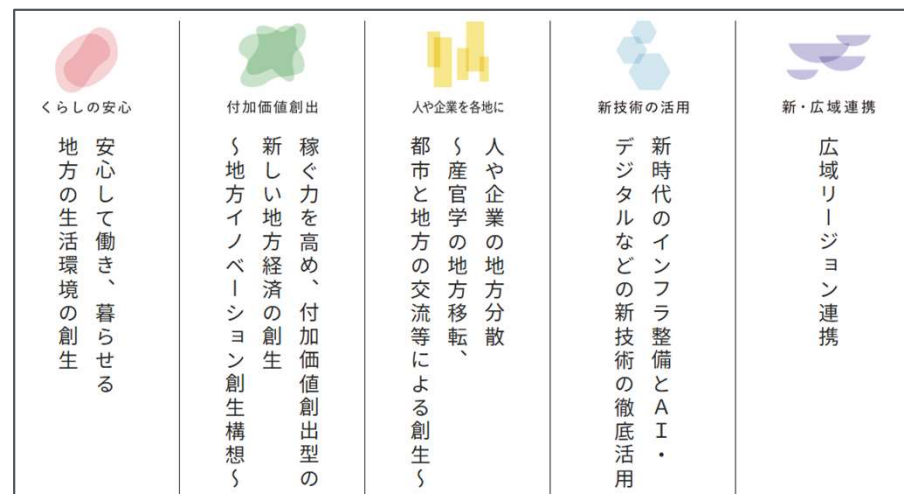 くらしの安心
安心して働き、暮らせる
地方の生活環境の創生
付加価値創出
稼ぐ力を高め、付加価値創出型の
新しい地方経済の創生
～地方イノベーション創生構想～
人や企業を各地に
人や企業の地方分散
～産官学の地方移転、
都市と地方の交流等による創生～
新技術の活用
新時代のインフラ整備とＡＩ・
デジタルなどの新技術の徹底活用
新・広域連携
広域リージョン連携